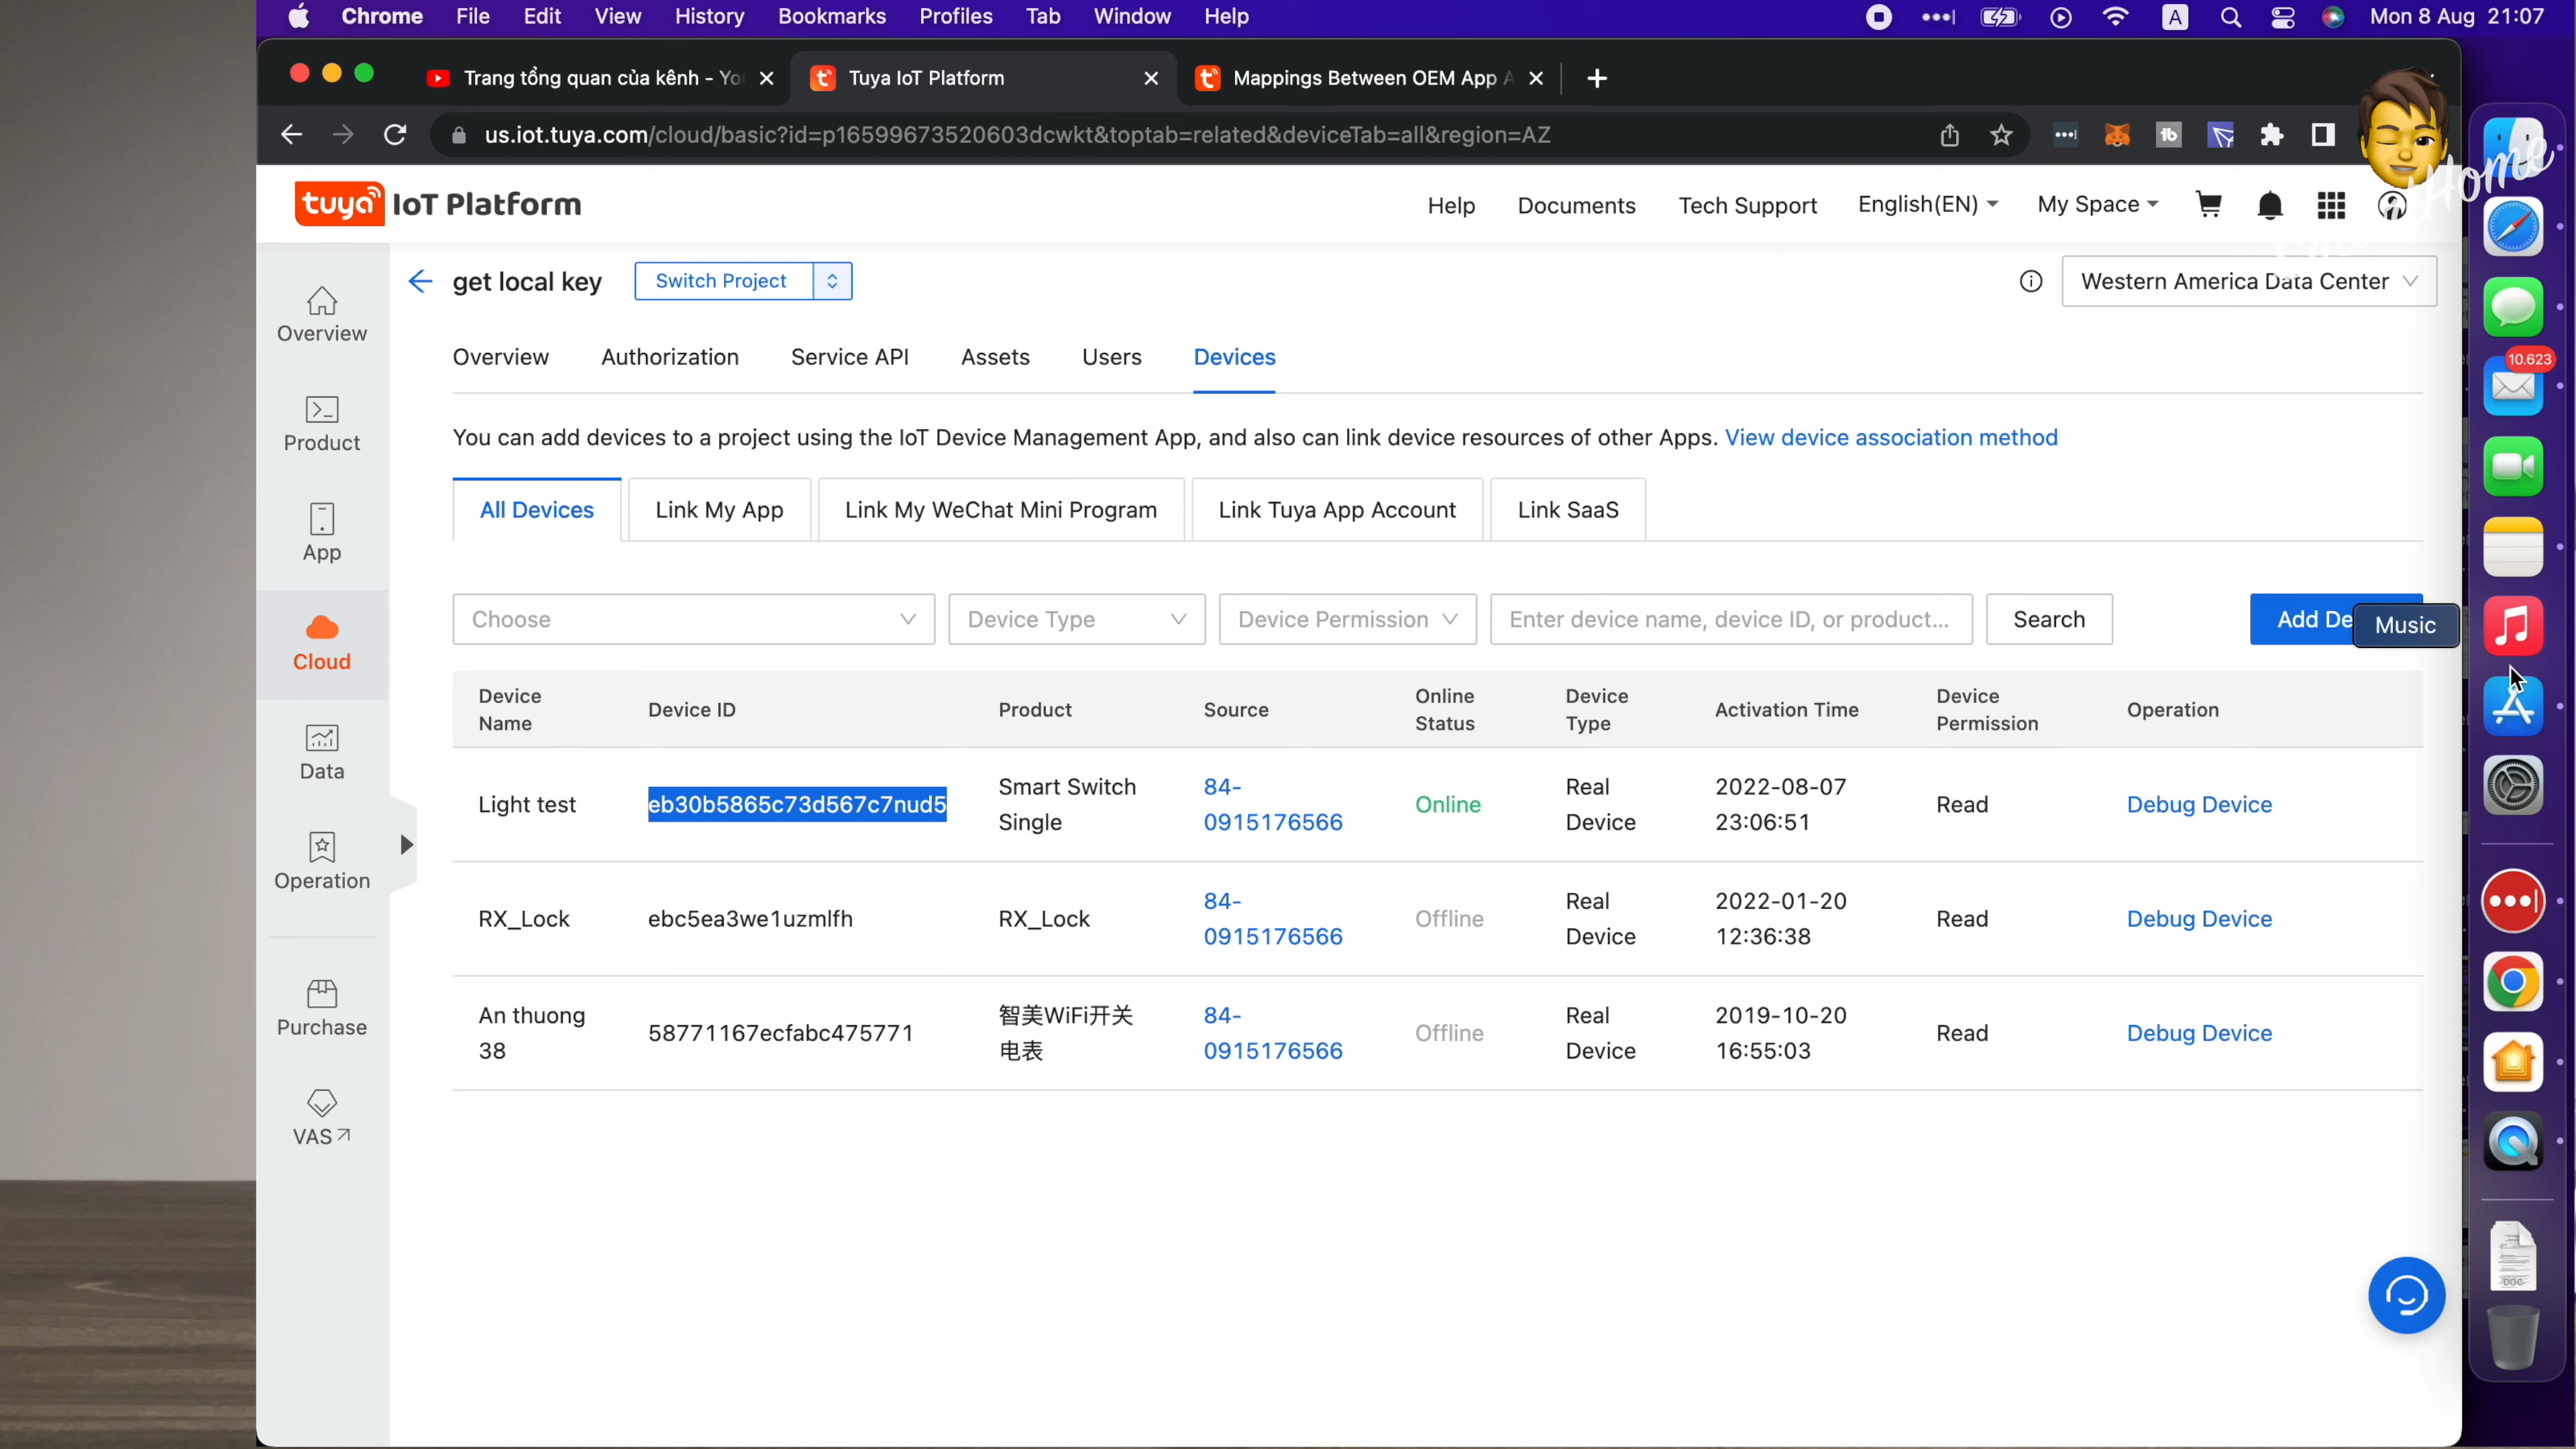 Chrome File Edit View History Bookmarks Profiles Tab Window Help
A
Mon 8 Aug 21:07
Trang tổng quan của kênh - You
Tuya IoT Platform
Mappings Between OEM App A
us.iot.tuya.com/cloud/basic?id=p16599673520603dcwkt&toptab=related&deviceTab=all&region=AZ
tuya IoT Platform
Help Documents Tech Support English(EN) My Space
Home
get local key
Switch Project
Western America Data Center
Overview Authorization Service API Assets Users Devices
You can add devices to a project using the IoT Device Management App, and also can link device resources of other Apps. View device association method
All Devices Link My App Link My WeChat Mini Program Link Tuya App Account Link SaaS
Choose Device Type Device Permission Enter device name, device ID, or product... Search Add De
Music
Device Name Device ID Product Source Online Status Device Type Activation Time Device Permission Operation
Light test eb30b5865c73d567c7nud5 Smart Switch Single 84-0915176566 Online Real Device 2022-08-07 23:06:51 Read Debug Device
RX_Lock ebc5ea3we1uzmlfh RX_Lock 84-0915176566 Offline Real Device 2022-01-20 12:36:38 Read Debug Device
An thuong 38 58771167ecfabc475771 智美WiFi开关电表 84-0915176566 Offline Real Device 2019-10-20 16:55:03 Read Debug Device
Overview
Product
App
Cloud
Data
Operation
Purchase
VAS
10.623
DOC